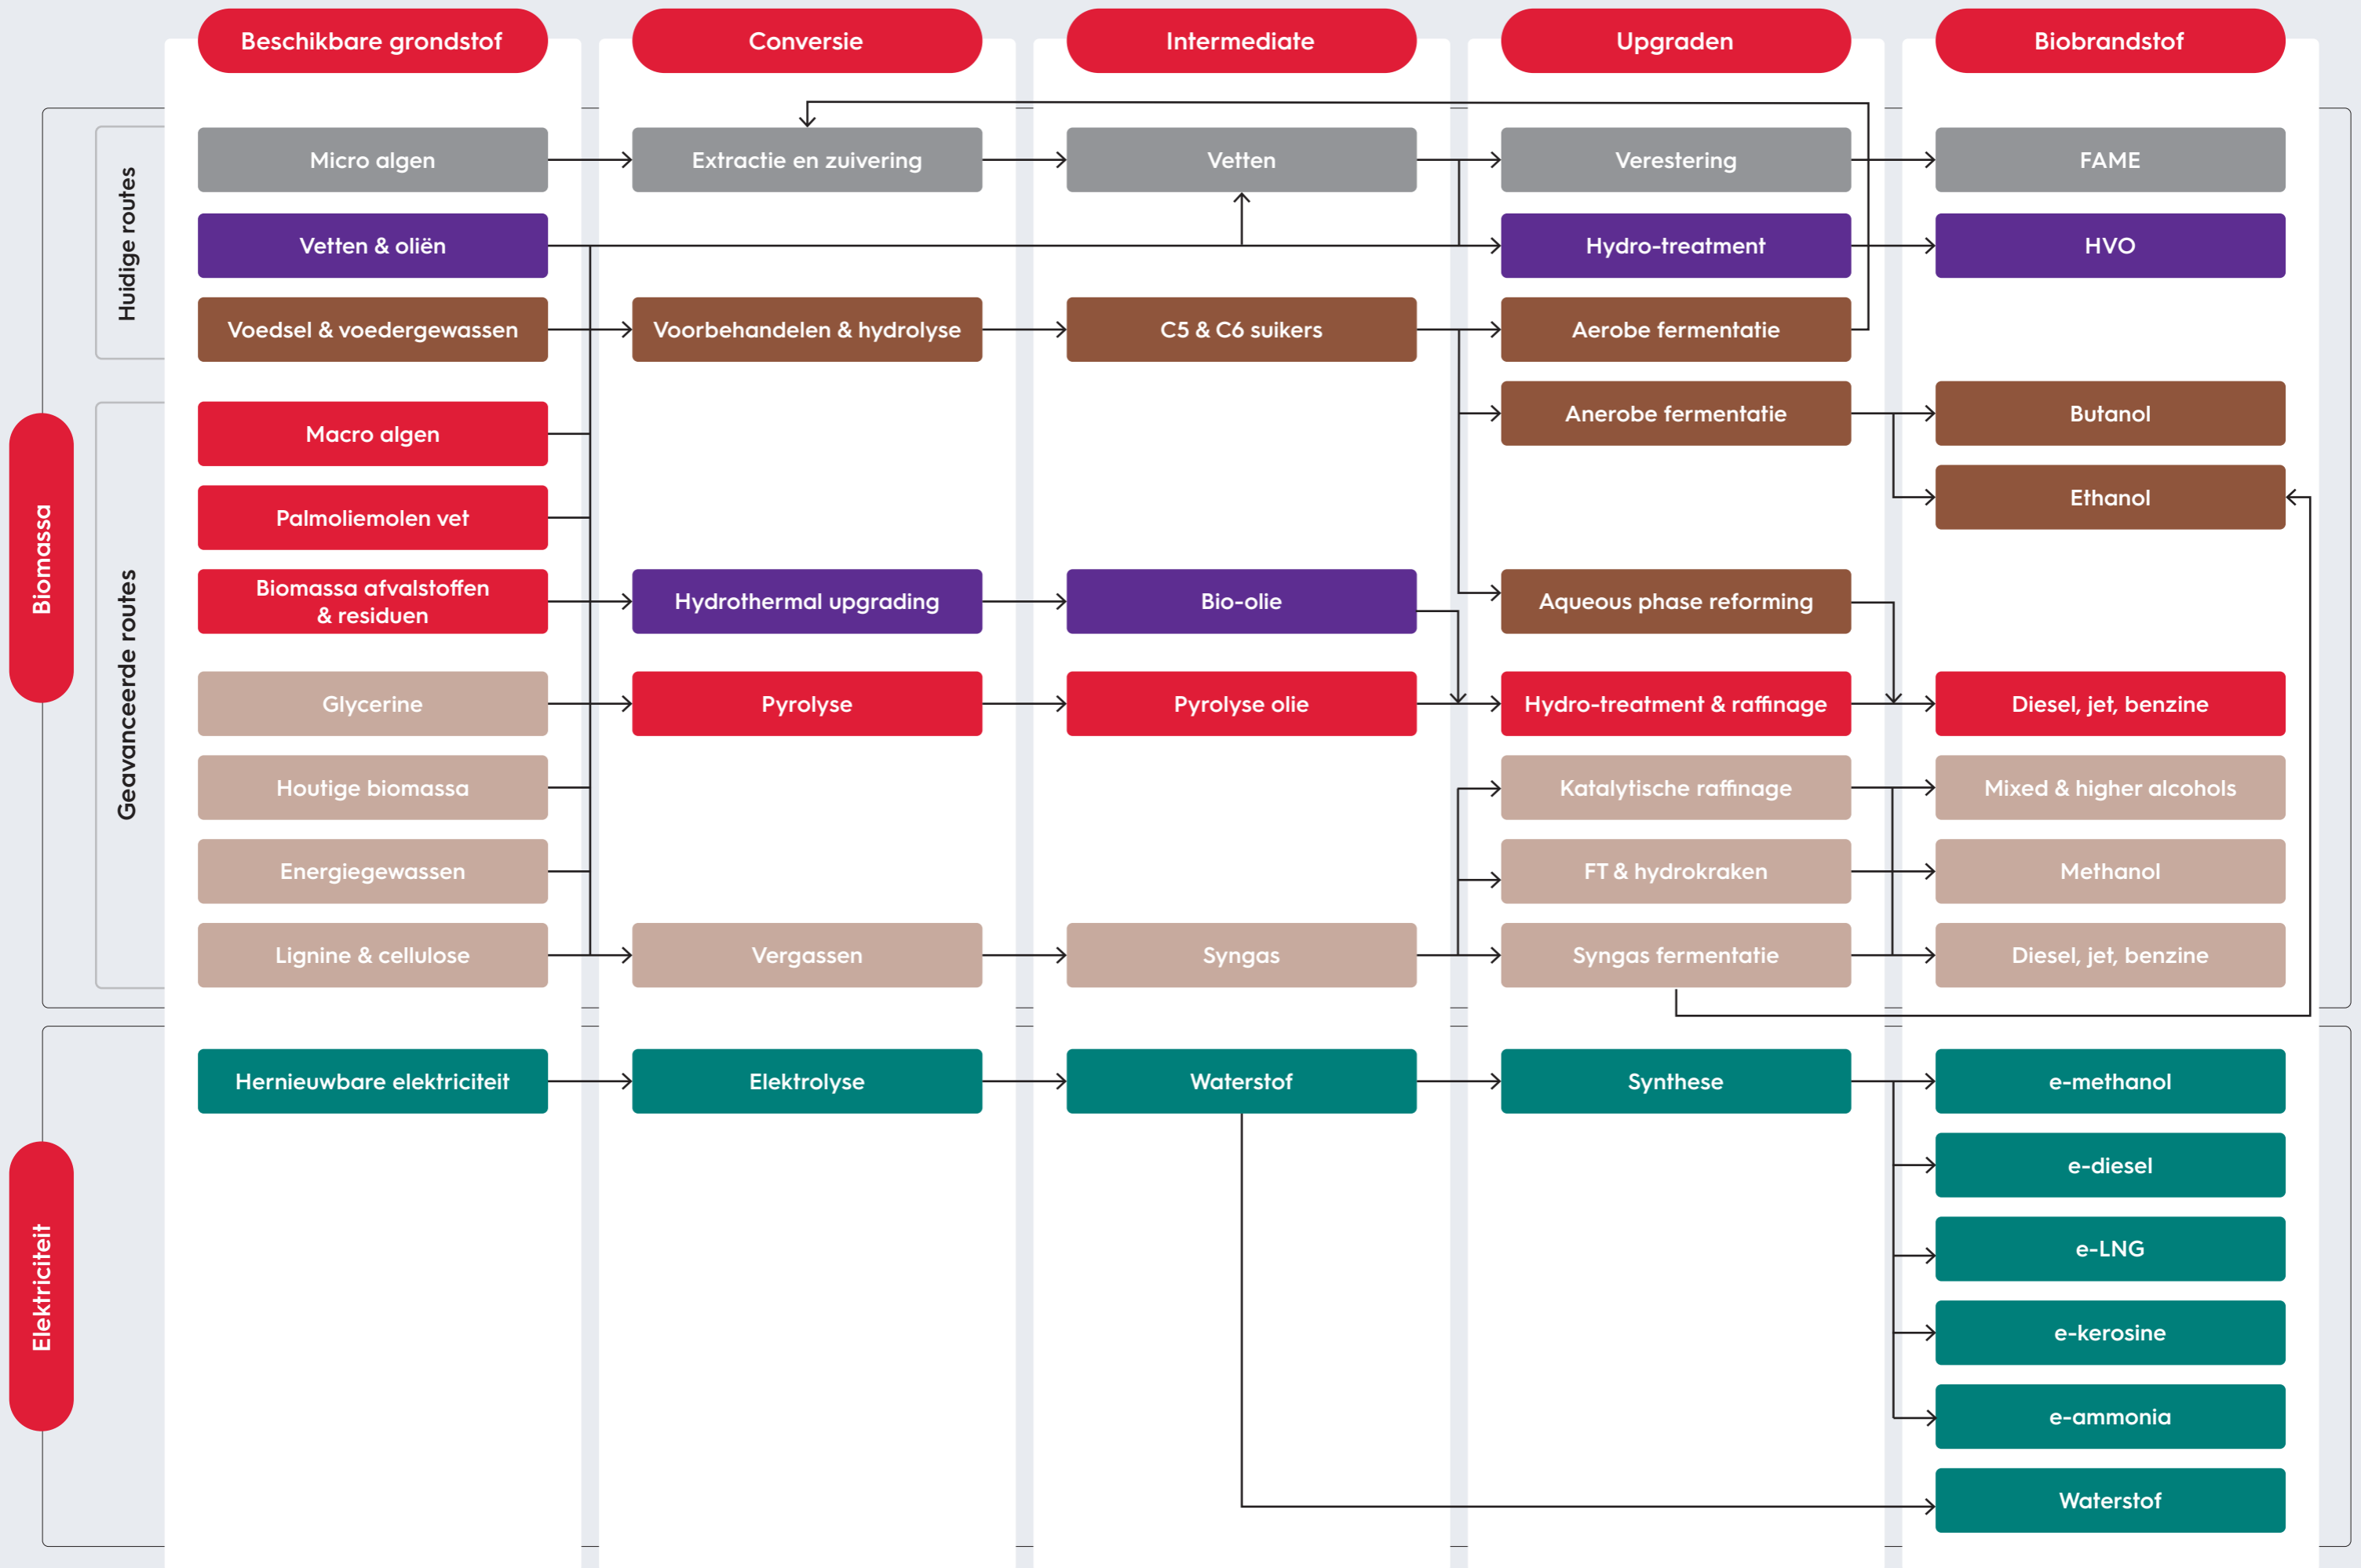 Beschikbare grondstof
Conversie
Intermediate
Upgraden
Biobrandstof
Biomassa
Huidige routes
Micro algen
Extractie en zuivering
Vetten
Verestering
FAME
Vetten & oliën
Hydro-treatment
HVO
Voedsel & voedergewassen
Voorbehandelen & hydrolyse
C5 & C6 suikers
Aerobe fermentatie
Anerobe fermentatie
Butanol
Geavanceerde routes
Macro algen
Ethanol
Palmoliemolen vet
Biomassa afvalstoffen
& residuen
Hydrothermal upgrading
Bio-olie
Aqueous phase reforming
Glycerine
Pyrolyse
Pyrolyse olie
Hydro-treatment & raffinage
Diesel, jet, benzine
Houtige biomassa
Katalytische raffinage
Mixed & higher alcohols
Energiegewassen
FT & hydrokraken
Methanol
Lignine & cellulose
Vergassen
Syngas
Syngas fermentatie
Diesel, jet, benzine
Elektriciteit
Hernieuwbare elektriciteit
Elektrolyse
Waterstof
Synthese
e-methanol
e-diesel
e-LNG
e-kerosine
e-ammonia
Waterstof